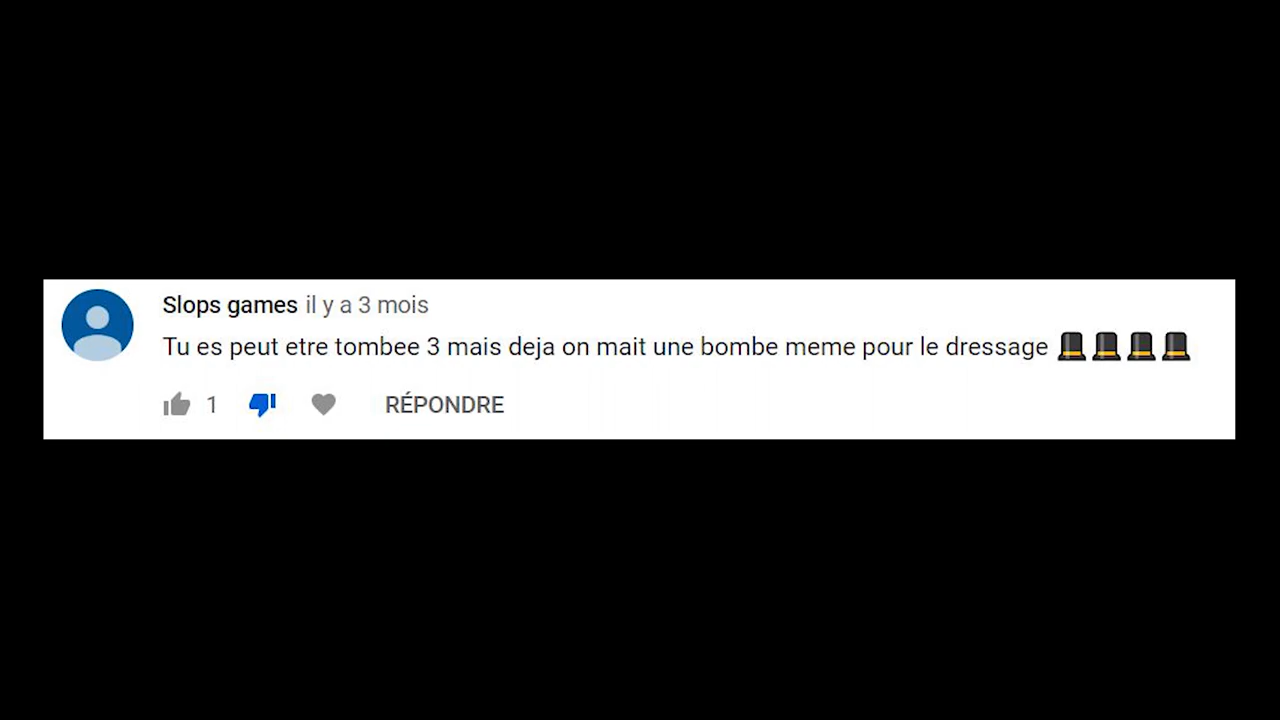 Slops games il y a 3 mois
Tu es peut etre tombee 3 mais deja on mait une bombe meme pour le dressage 🎩🎩🎩🎩
1 RÉPONDRE